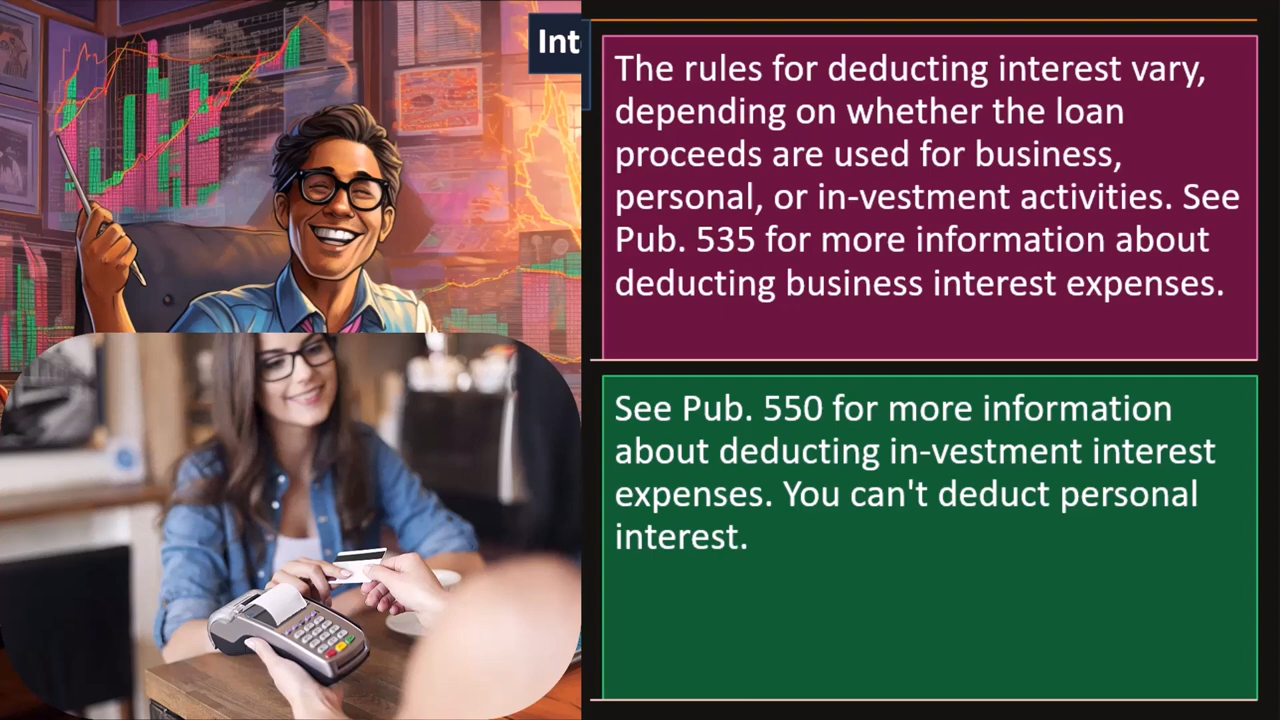 Int
The rules for deducting interest vary,
depending on whether the loan
proceeds are used for business,
personal, or in-vestment activities. See
Pub. 535 for more information about
deducting business interest expenses.
See Pub. 550 for more information
about deducting in-vestment interest
expenses. You can't deduct personal
interest.